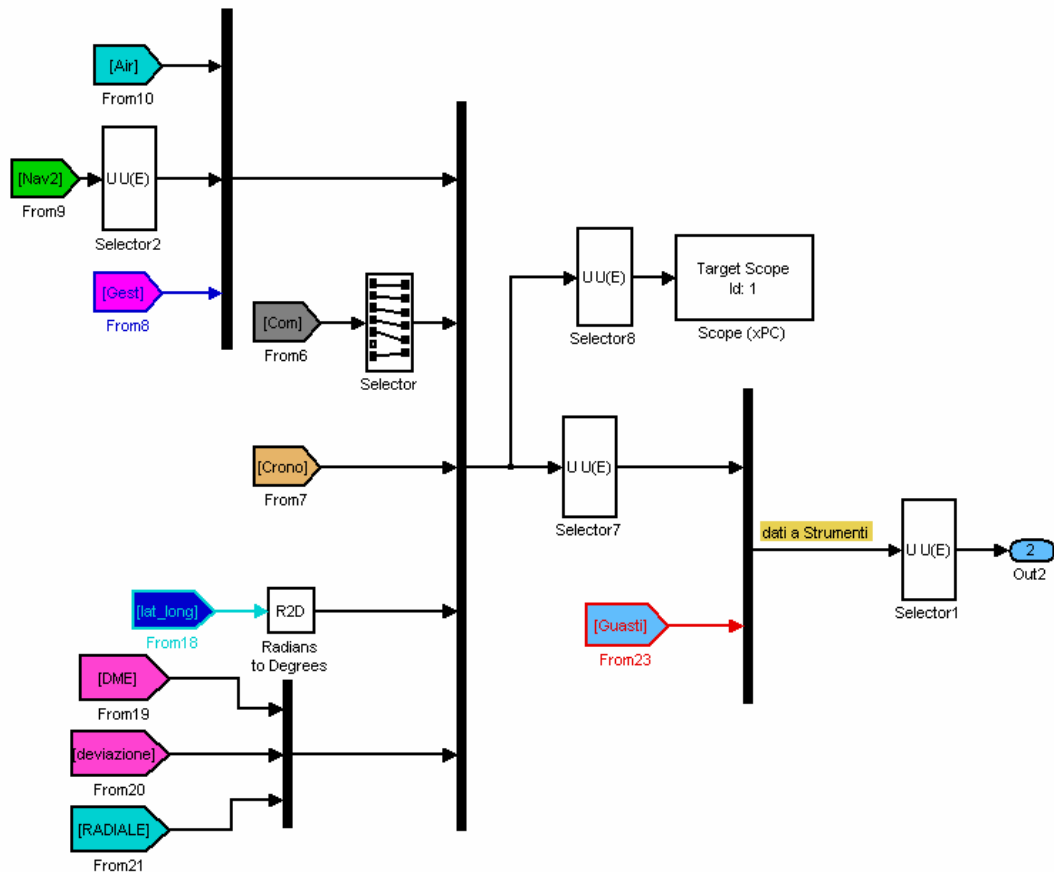 [Air]
From10
[Nav2]
From9
U U(E)
Selector2
[Gest]
From8
[Com]
From6
Selector
U U(E)
Selector8
Target Scope
Id: 1
Scope (xPC)
[Crono]
From7
U U(E)
Selector7
dati a Strumenti
U U(E)
Selector1
2
Out2
[lat_long]
From18
R2D
Radians
to Degrees
[Guasti]
From23
[DME]
From19
[deviazione]
From20
[RADIALE]
From21